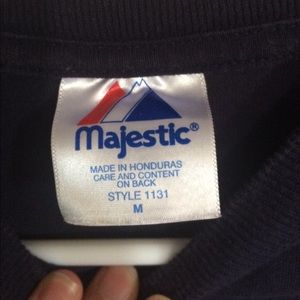 Majestic®
MADE IN HONDURAS
CARE AND CONTENT
ON BACK
STYLE 1131
M